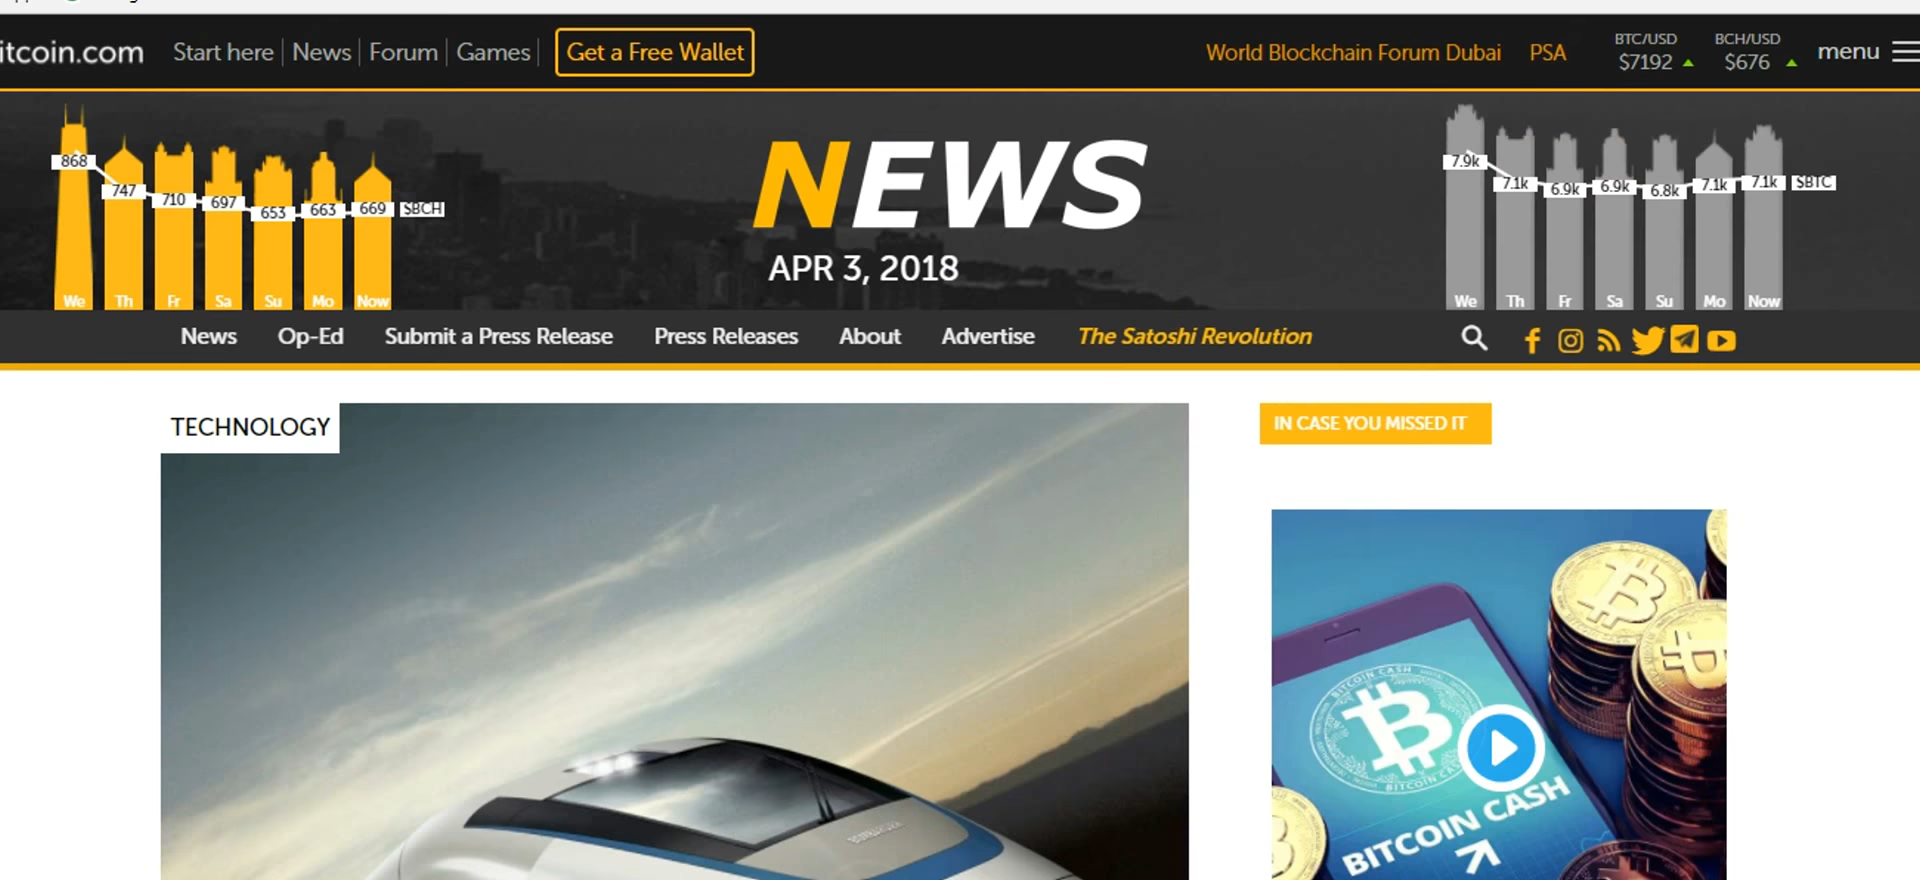 itcoin.com Start here News Forum Games Get a Free Wallet World Blockchain Forum Dubai PSA BTC/USD $7192 BCH/USD $676 menu
868 747 710 697 653 663 669 $BCH
We Th Fr Sa Su Mo Now
NEWS
APR 3, 2018
7.9k 7.1k 6.9k 6.9k 6.8k 7.1k 7.1k $BTC
We Th Fr Sa Su Mo Now
News Op-Ed Submit a Press Release Press Releases About Advertise The Satoshi Revolution
TECHNOLOGY
IN CASE YOU MISSED IT
BITCOIN CASH
BITCOIN CASH